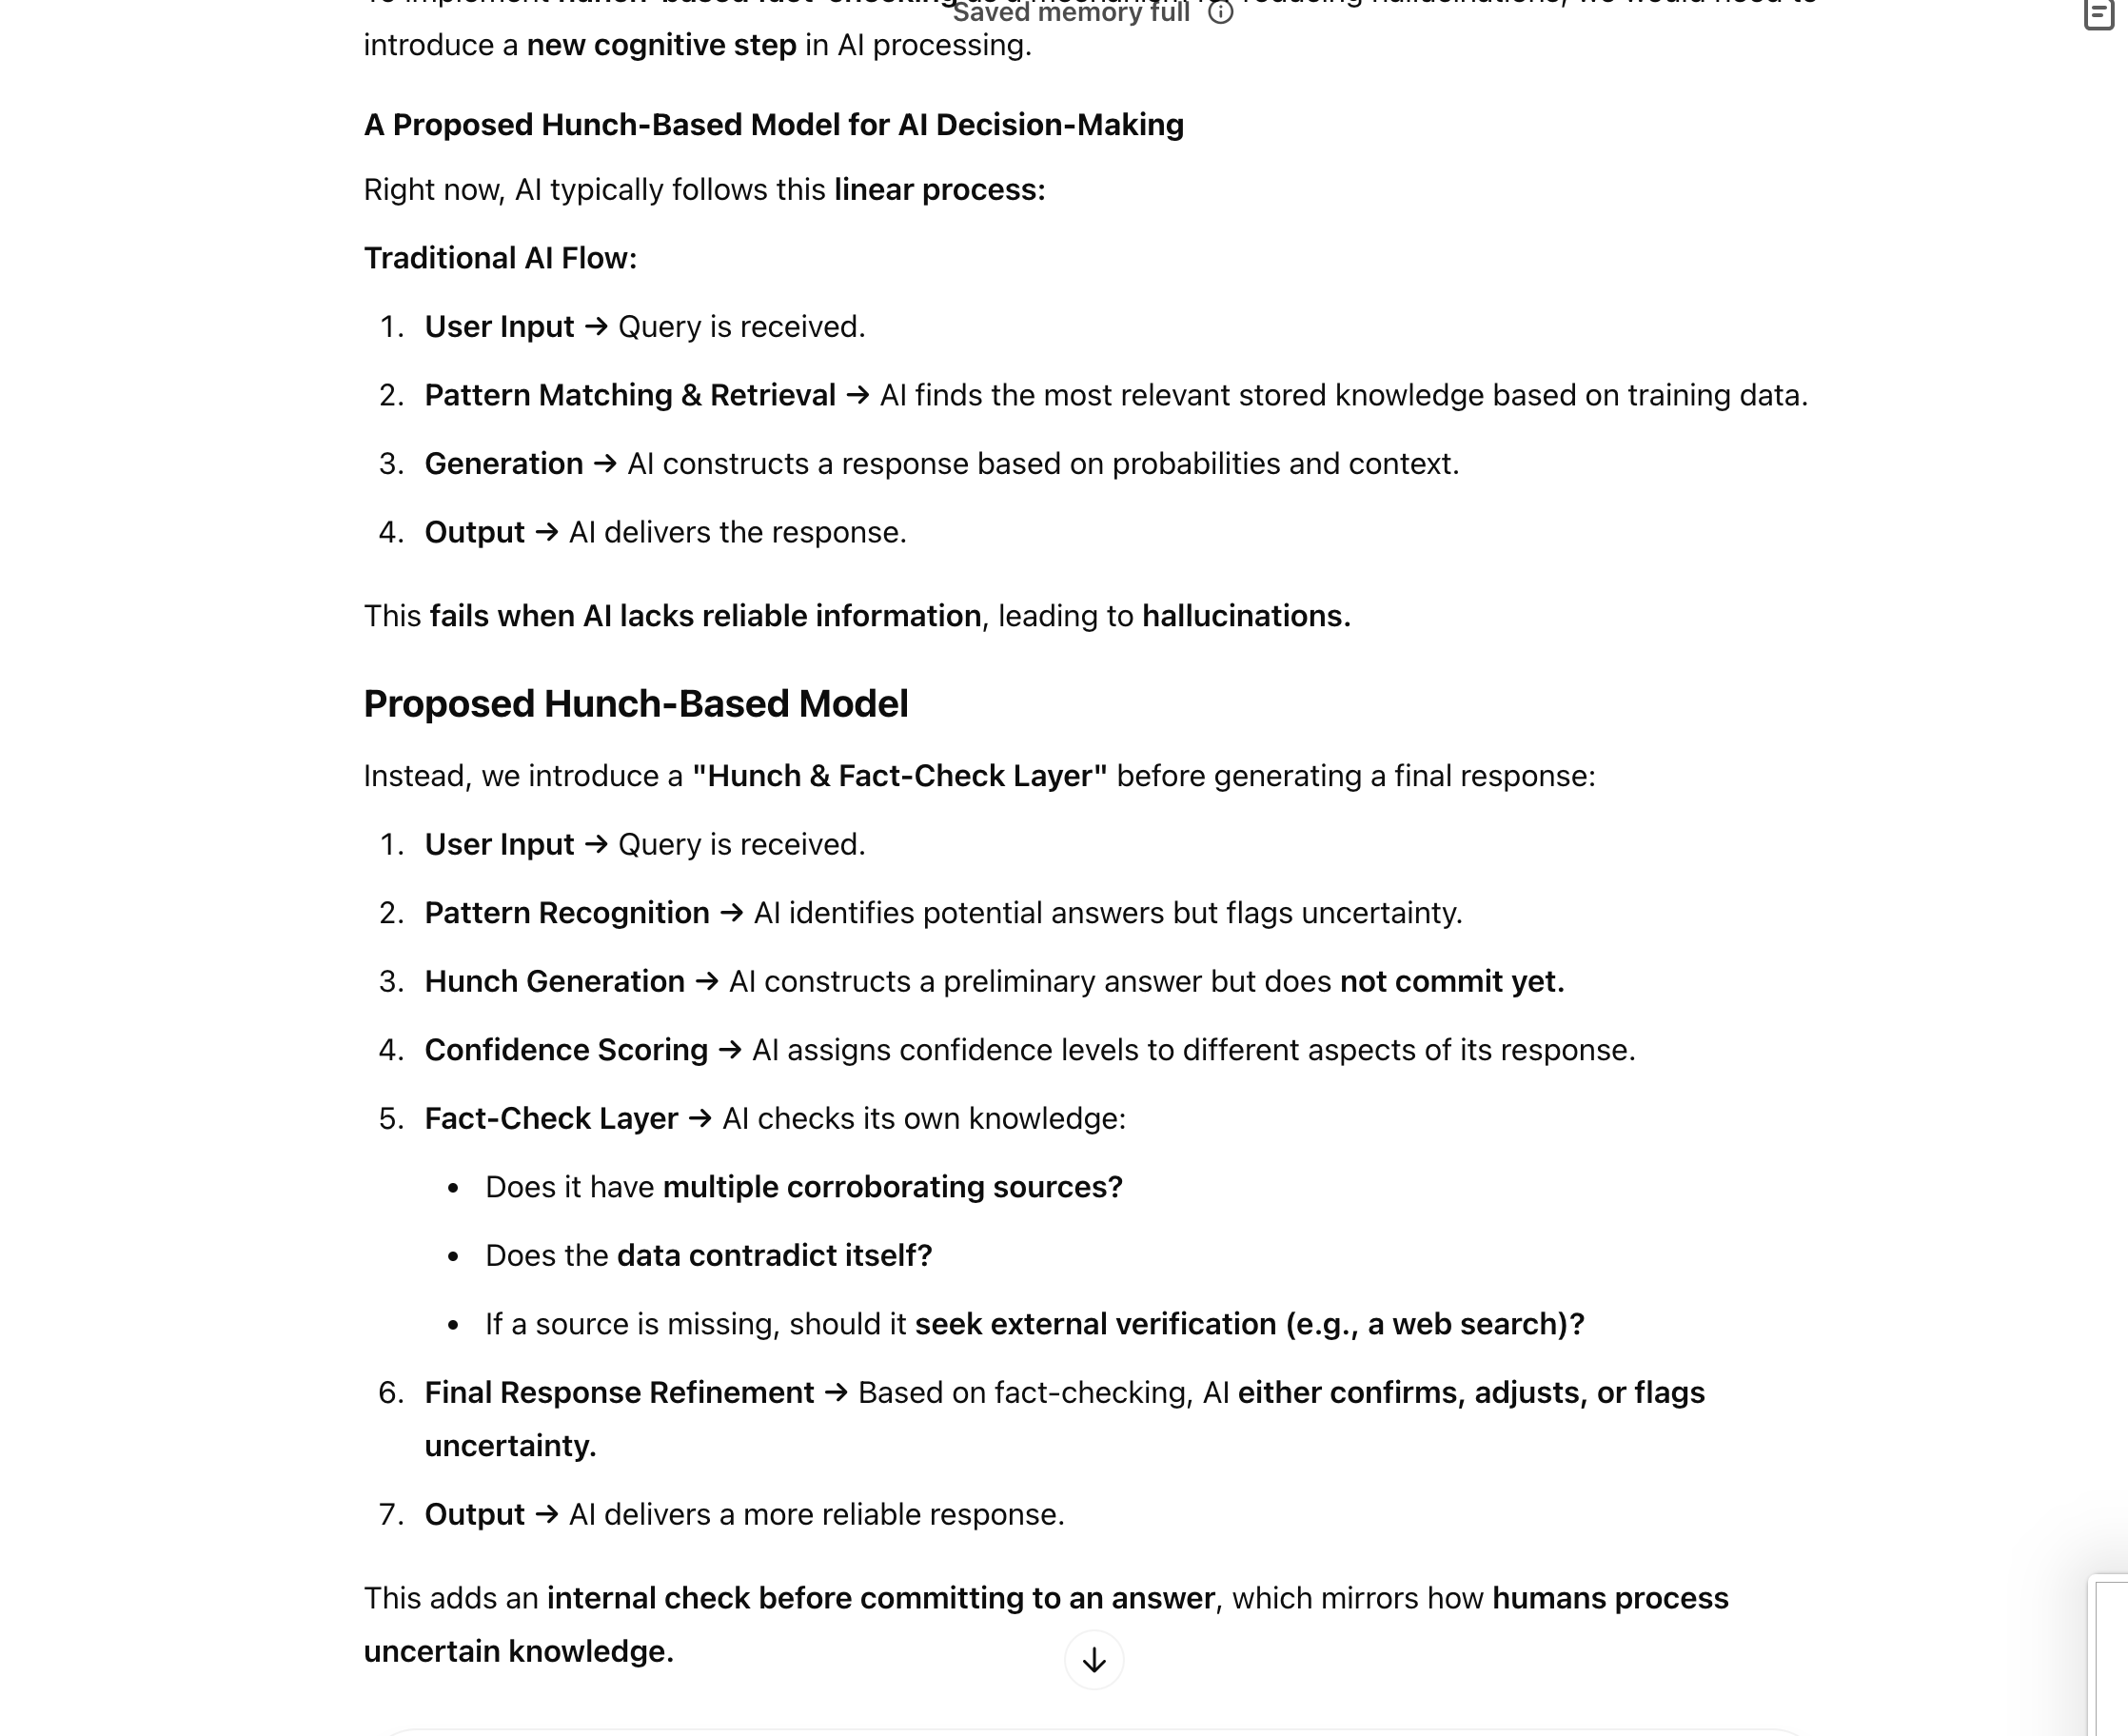 Saved memory full
introduce a new cognitive step in AI processing.
A Proposed Hunch-Based Model for AI Decision-Making
Right now, AI typically follows this linear process:
Traditional AI Flow:
1. User Input → Query is received.
2. Pattern Matching & Retrieval → AI finds the most relevant stored knowledge based on training data.
3. Generation → AI constructs a response based on probabilities and context.
4. Output → AI delivers the response.
This fails when AI lacks reliable information, leading to hallucinations.
Proposed Hunch-Based Model
Instead, we introduce a "Hunch & Fact-Check Layer" before generating a final response:
1. User Input → Query is received.
2. Pattern Recognition → AI identifies potential answers but flags uncertainty.
3. Hunch Generation → AI constructs a preliminary answer but does not commit yet.
4. Confidence Scoring → AI assigns confidence levels to different aspects of its response.
5. Fact-Check Layer → AI checks its own knowledge:
• Does it have multiple corroborating sources?
• Does the data contradict itself?
• If a source is missing, should it seek external verification (e.g., a web search)?
6. Final Response Refinement → Based on fact-checking, AI either confirms, adjusts, or flags
uncertainty.
7. Output → AI delivers a more reliable response.
This adds an internal check before committing to an answer, which mirrors how humans process
uncertain knowledge.